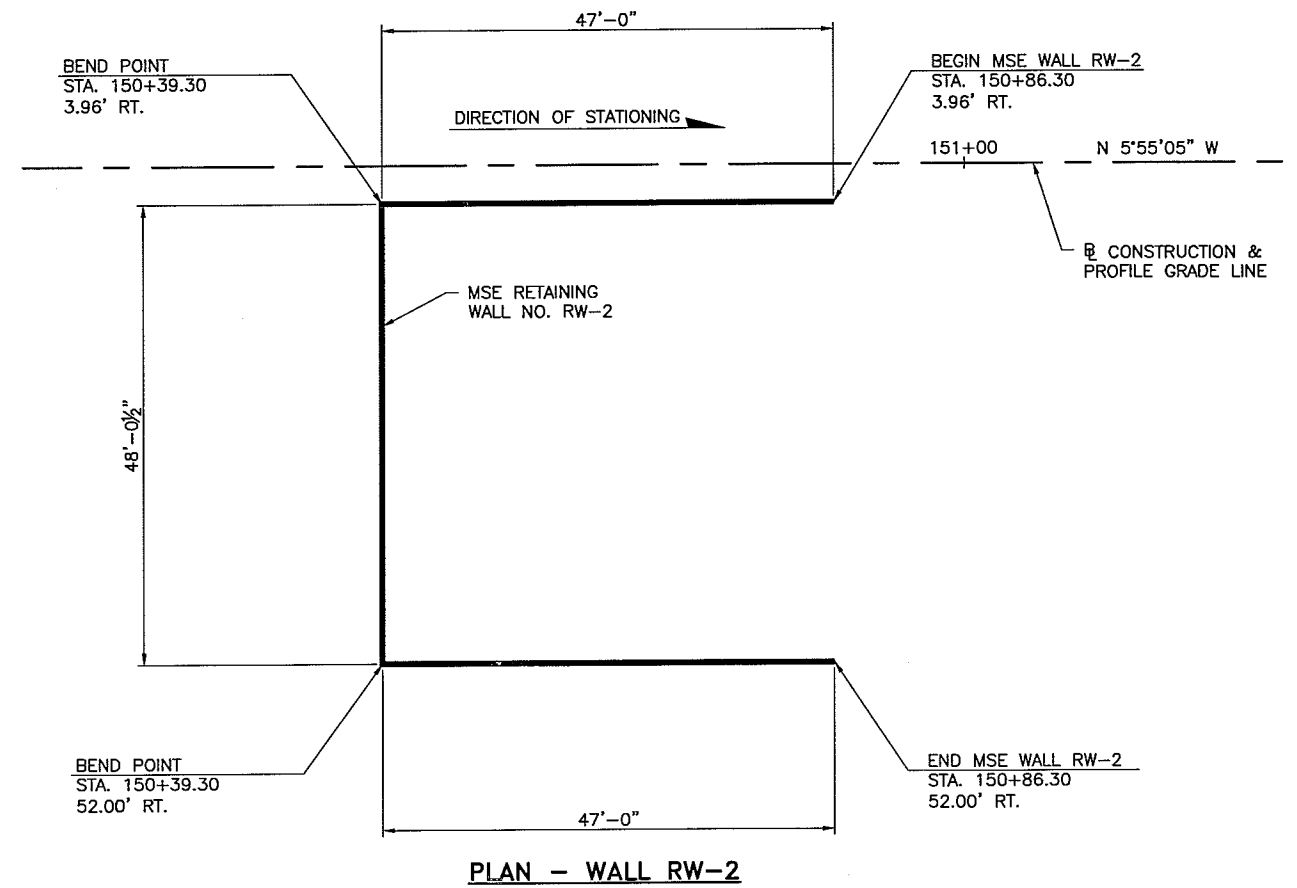 47'-0"
BEND POINT
STA. 150+39.30
3.96' RT.
BEGIN MSE WALL RW-2
STA. 150+86.30
3.96' RT.
DIRECTION OF STATIONING
151+00
N 5°55'05" W
℄ CONSTRUCTION &
PROFILE GRADE LINE
MSE RETAINING
WALL NO. RW-2
48'-0½"
BEND POINT
STA. 150+39.30
52.00' RT.
END MSE WALL RW-2
STA. 150+86.30
52.00' RT.
47'-0"
PLAN - WALL RW-2